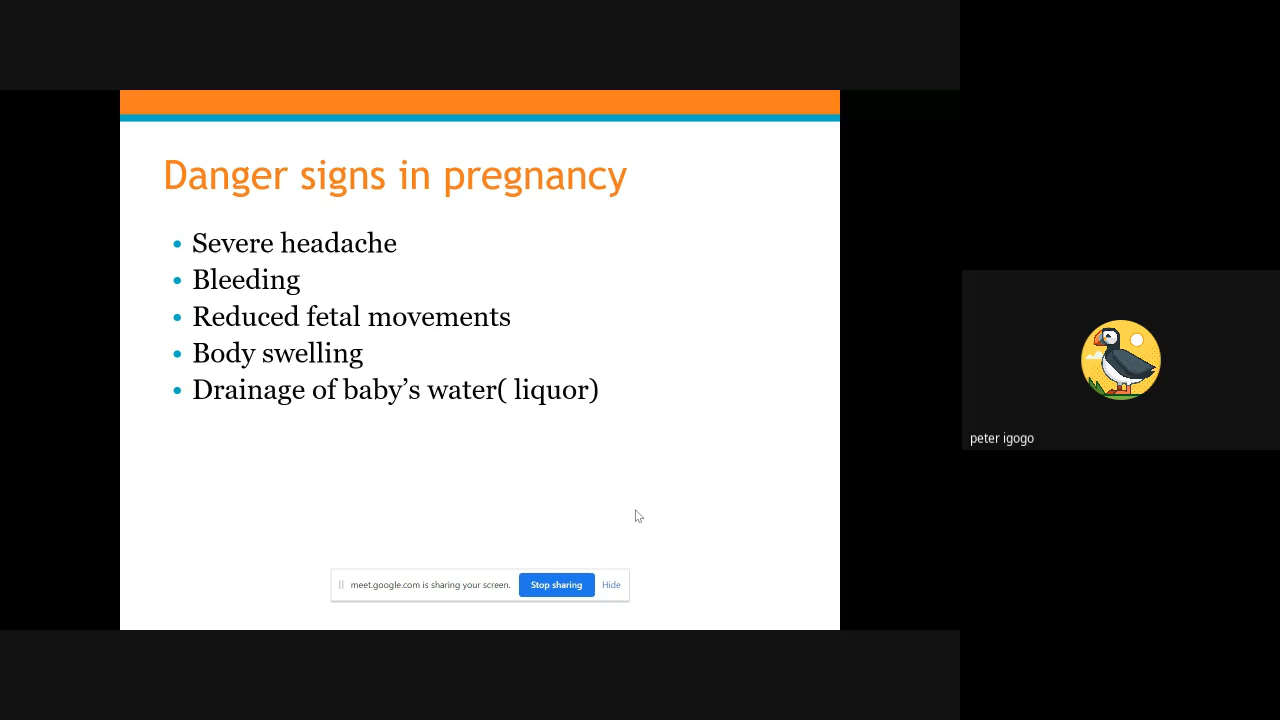 Danger signs in pregnancy
• Severe headache
• Bleeding
• Reduced fetal movements
• Body swelling
• Drainage of baby’s water( liquor)
meet.google.com is sharing your screen. Stop sharing Hide
peter igogo